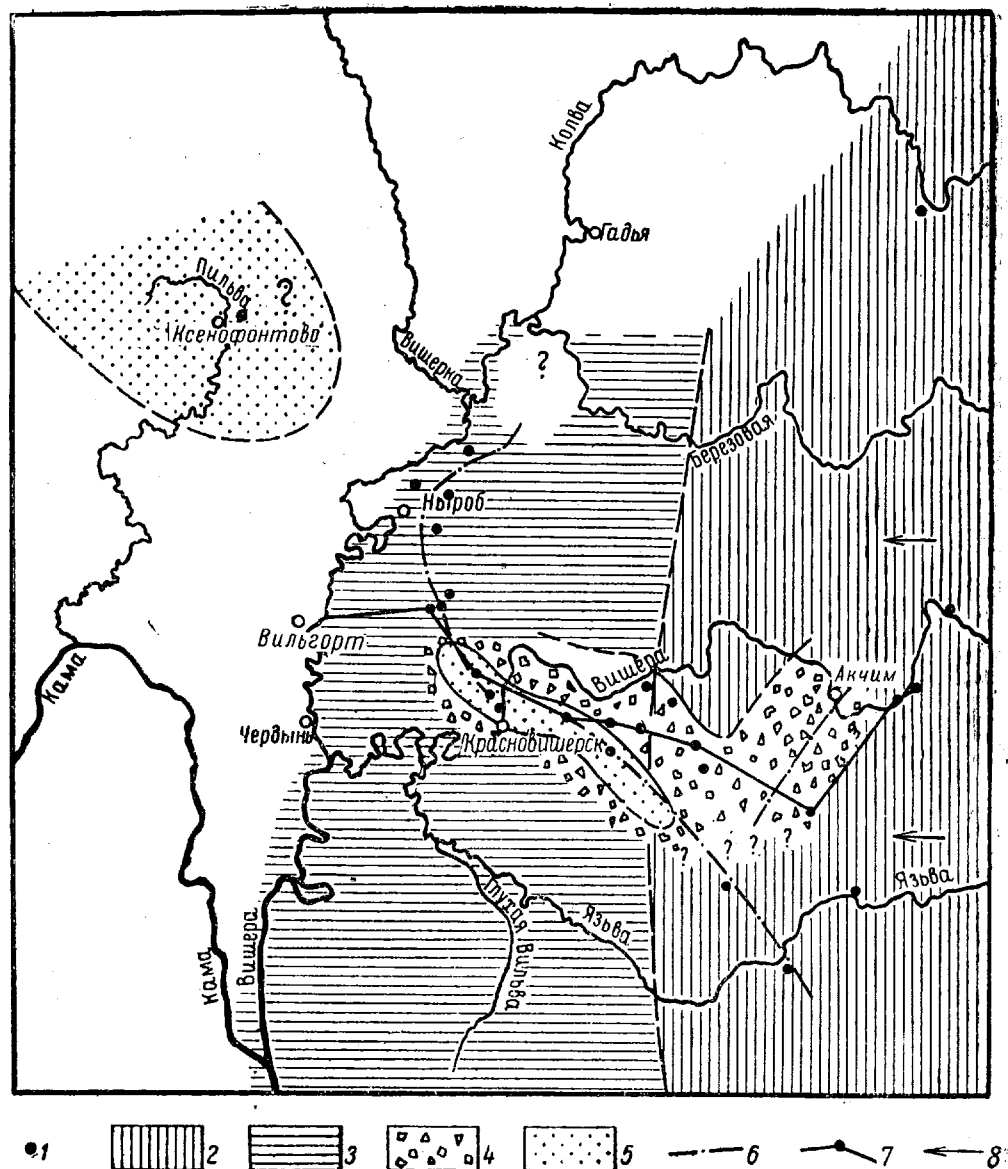 Колва
Гадья
Пильва
?
Ксенофонтово
Вишерка
?
Березовая
Ныроб
Вильгорт
Кама
Вишера
Акчим
Чердынь
Красновишерск
? ? ? ?
Язьва
Глухая Вильва
Язьва
Вишера
Кама
1 2 3 4 5 6 7 8